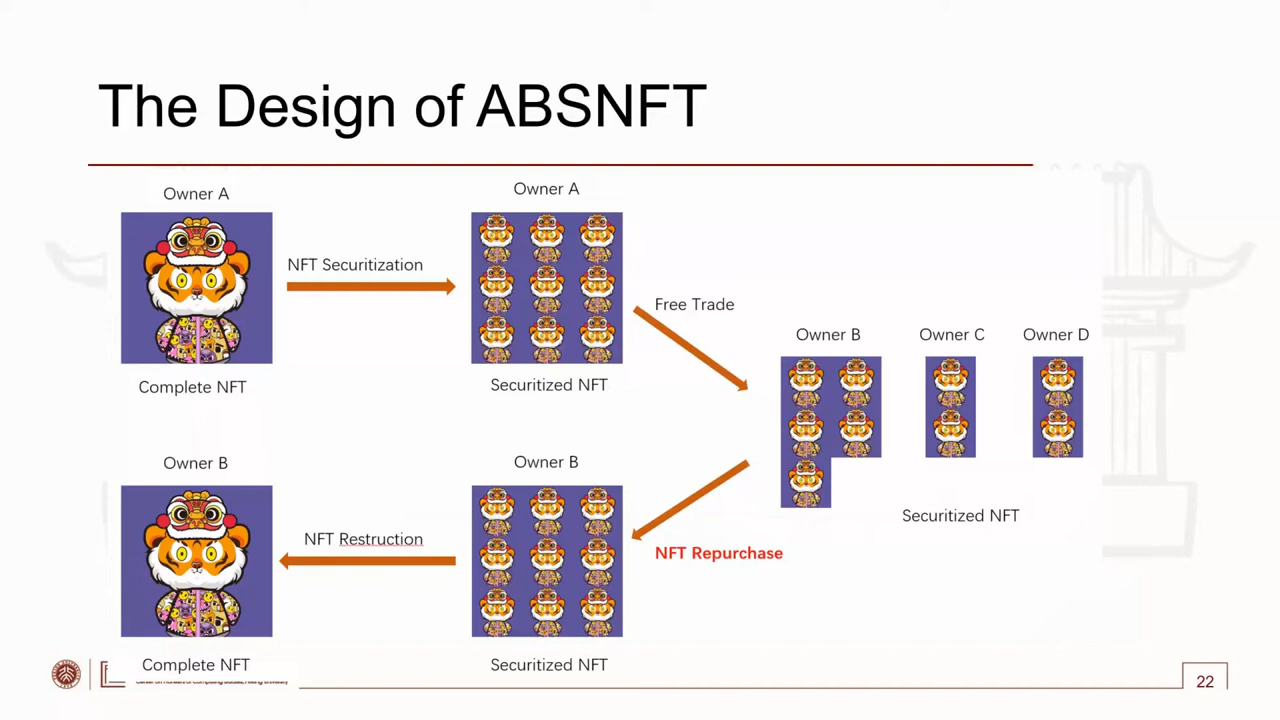 The Design of ABSNFT
Owner A
Owner A
NFT Securitization
Free Trade
Complete NFT
Securitized NFT
Owner B
Owner C
Owner D
Securitized NFT
Owner B
Owner B
NFT Restruction
NFT Repurchase
Complete NFT
Securitized NFT
22